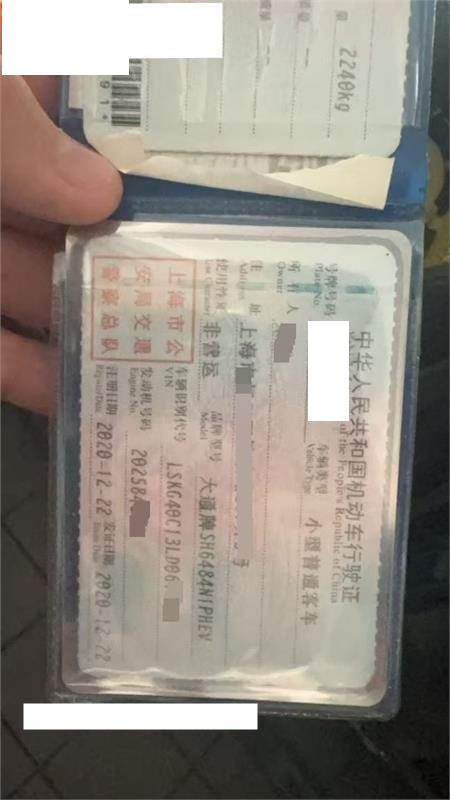 2240kg
中华人民共和国机动车行驶证
of the People's Republic of China
号牌号码
Plate No.
车辆类型
Vehicle Type
小型普通客车
所有人
Owner
住址
Address
上海市
号
使用性质
Use Character
非营运
品牌型号
Model
大通牌SH6484N1PHEV
上海市公
安局交通
警察总队
车辆识别代号
VIN
LSKG40C13LD06
发动机号码
Engine No.
202584
注册日期
Register Date
2020-12-22
发证日期
Issue Date
2020-12-22